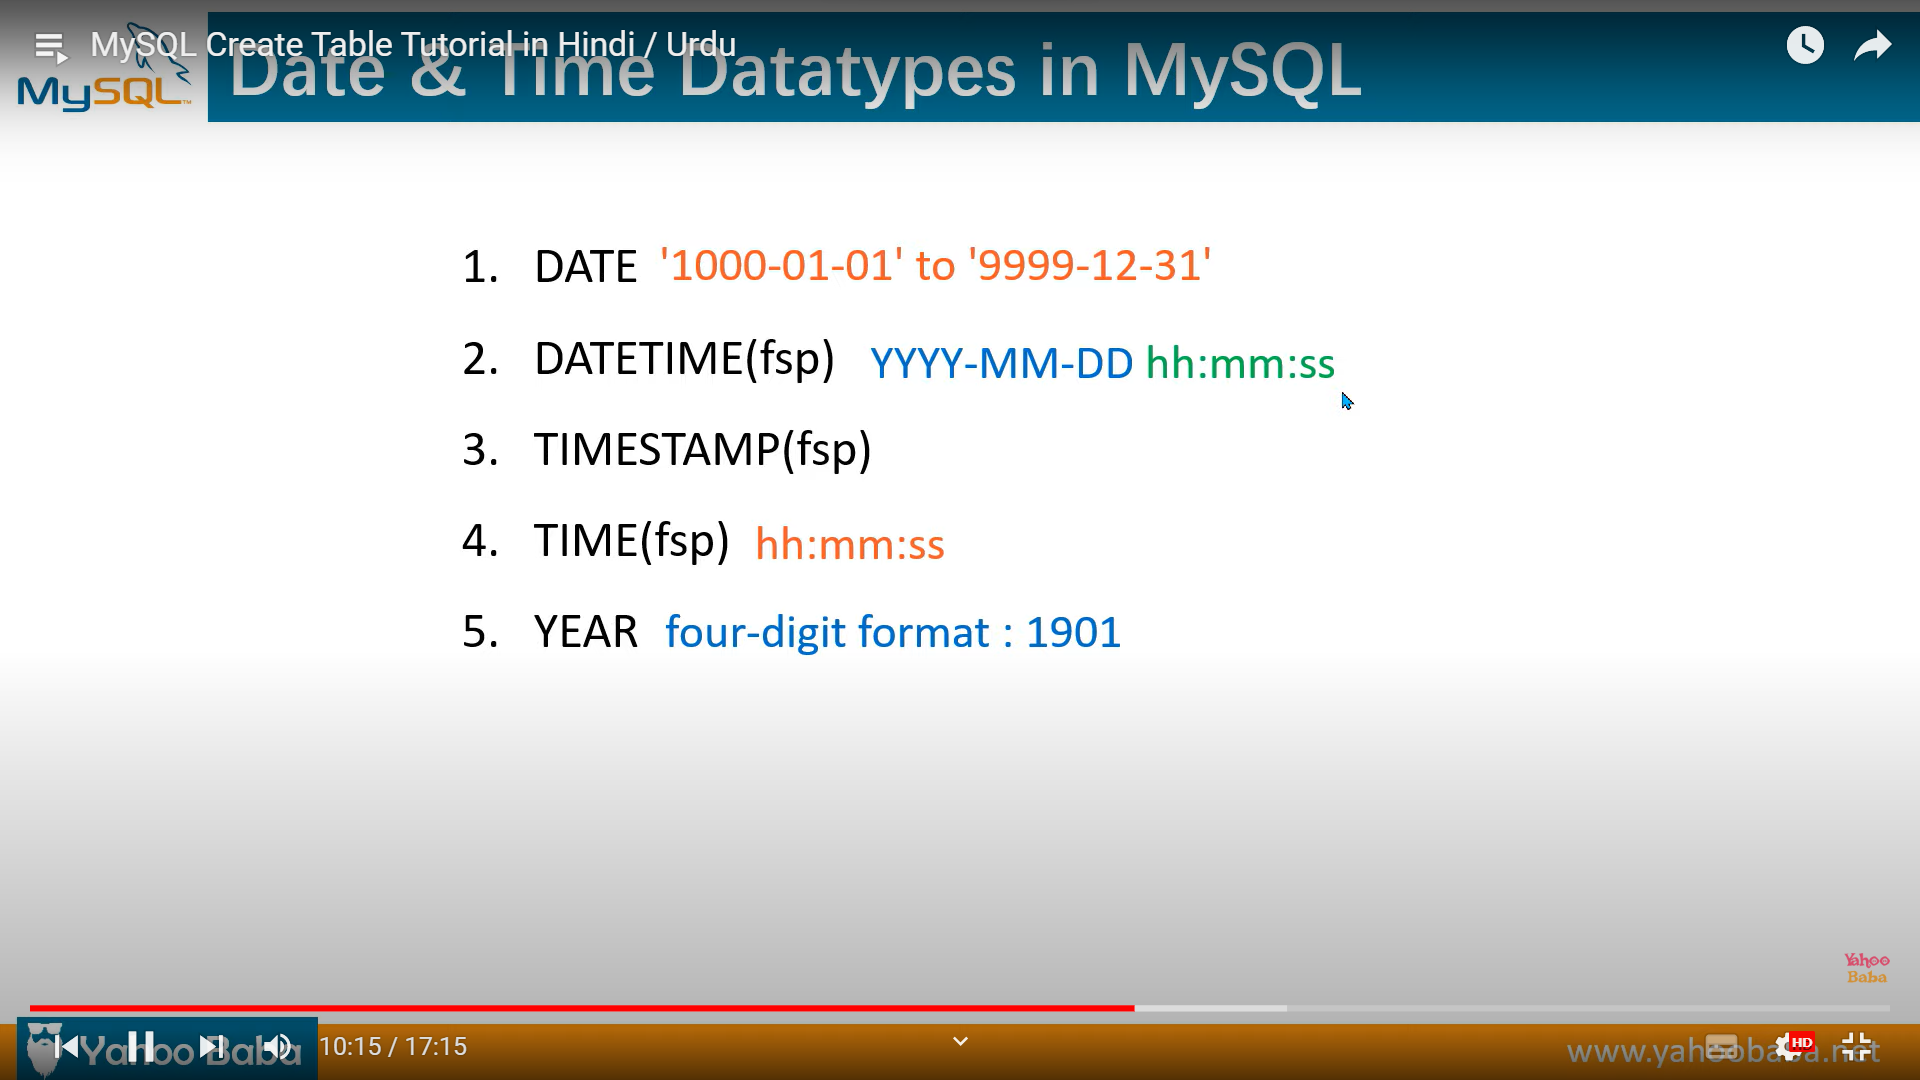 MySQL Create Table Tutorial in Hindi / Urdu
MySQL™
Date & Time Datatypes in MySQL
1. DATE '1000-01-01' to '9999-12-31'
2. DATETIME(fsp) YYYY-MM-DD hh:mm:ss
3. TIMESTAMP(fsp)
4. TIME(fsp) hh:mm:ss
5. YEAR four-digit format : 1901
Yahoo
Baba
Yahoo Baba
10:15 / 17:15
www.yahoobaba.net
HD